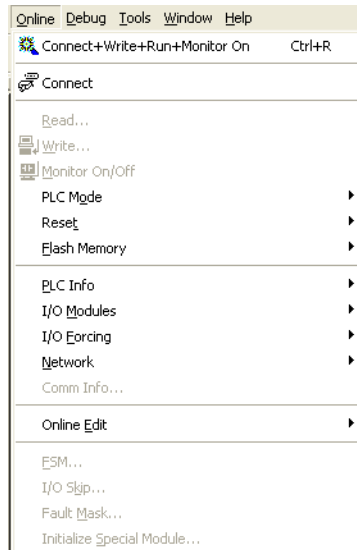 Online Debug Tools Window Help
Connect+Write+Run+Monitor On Ctrl+R
Connect
Read...
Write...
Monitor On/Off
PLC Mode
Reset
Flash Memory
PLC Info
I/O Modules
I/O Forcing
Network
Comm Info...
Online Edit
FSM...
I/O Skip...
Fault Mask...
Initialize Special Module...